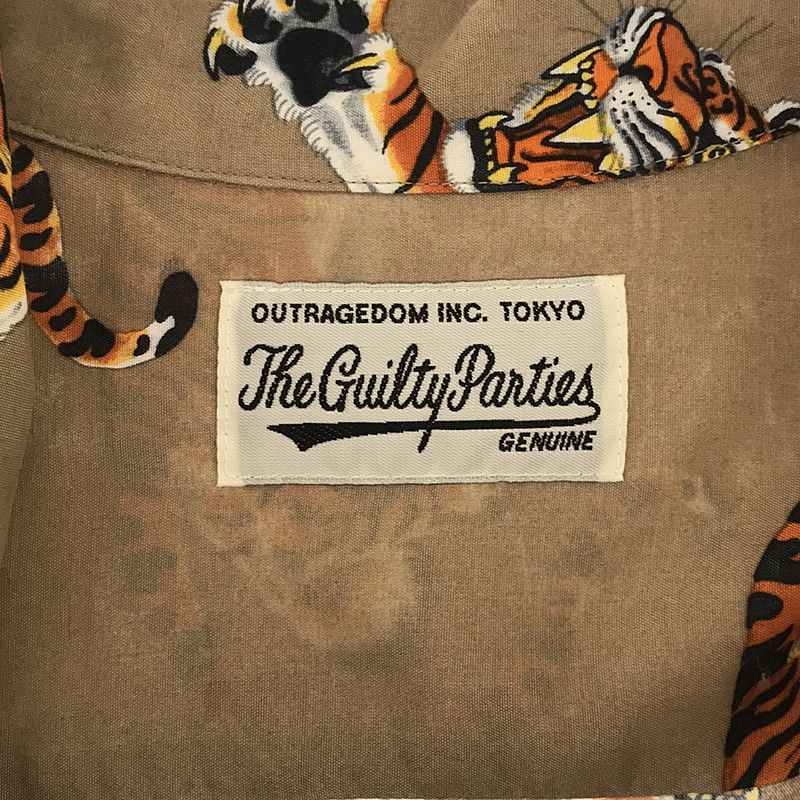 OUTRAGEDOM INC. TOKYO
The Guilty Parties
GENUINE